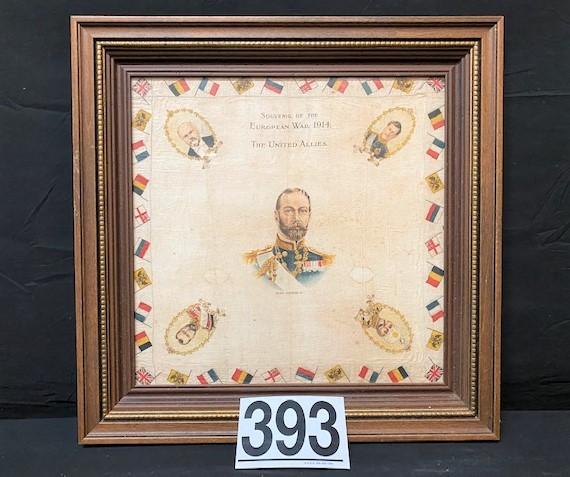 SOUVENIR OF THE
EUROPEAN WAR, 1914.
THE UNITED ALLIES.
393